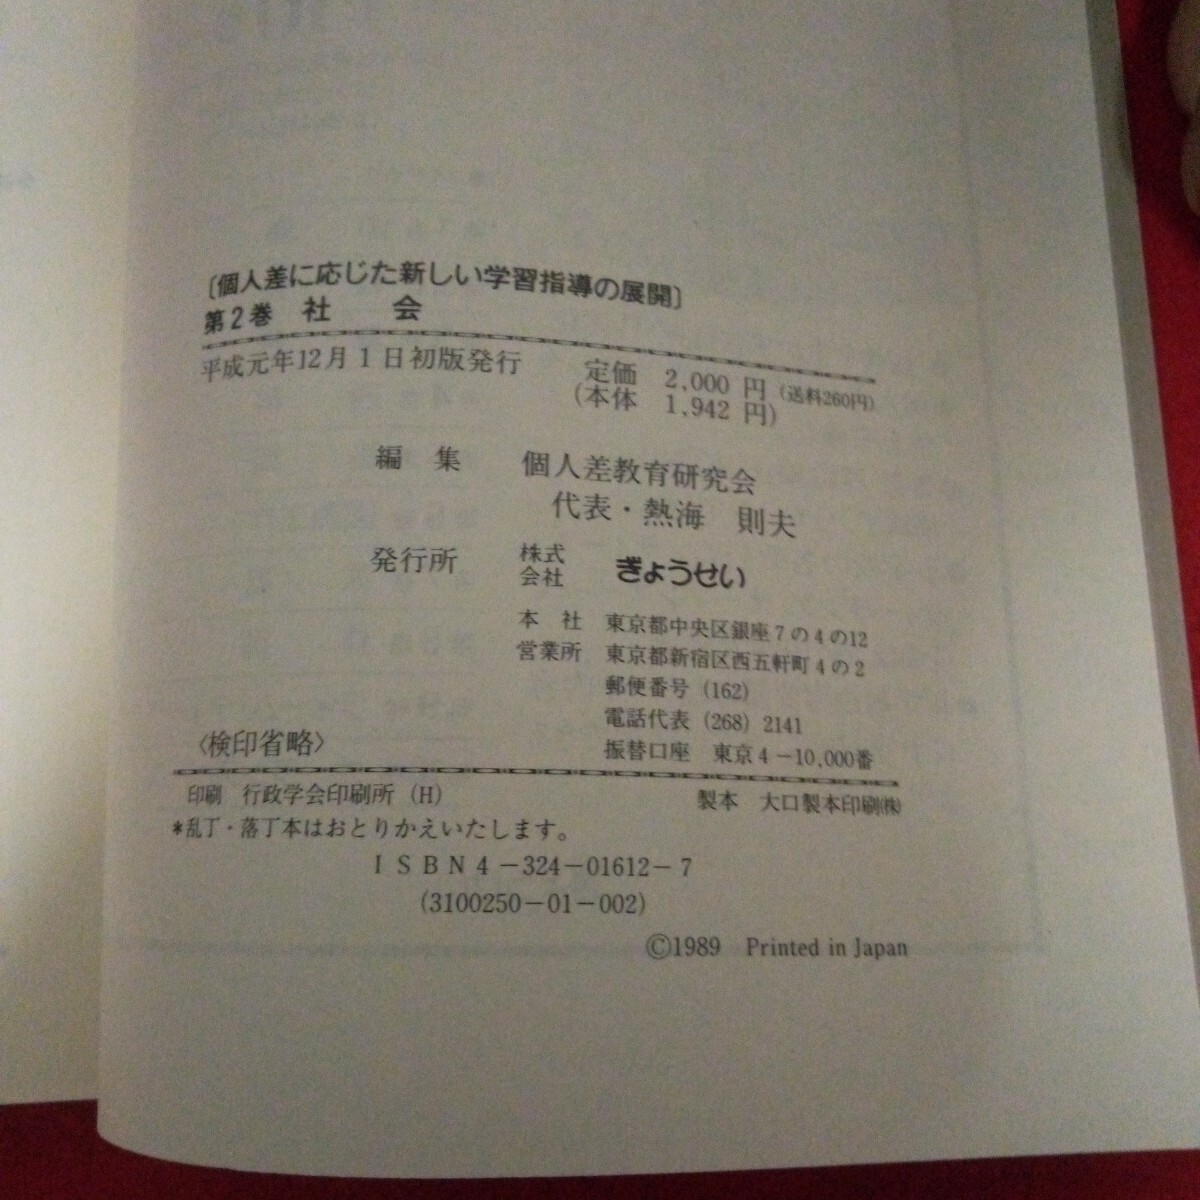 〔個人差に応じた新しい学習指導の展開〕
第2巻 社 会
平成元年12月1日初版発行
定価 2,000 円 (送料260円)
(本体 1,942 円)
編 集 個人差教育研究会
代表・熱海 則夫
発行所 株式会社 ぎょうせい
本 社 東京都中央区銀座7の4の12
営業所 東京都新宿区西五軒町4の2
郵便番号 (162)
電話代表 (268) 2141
振替口座 東京4-10,000番
〈検印省略〉
印刷 行政学会印刷所 (H)
製本 大口製本印刷㈱
*乱丁・落丁本はおとりかえいたします。
ISBN4-324-01612-7
(3100250-01-002)
©1989 Printed in Japan